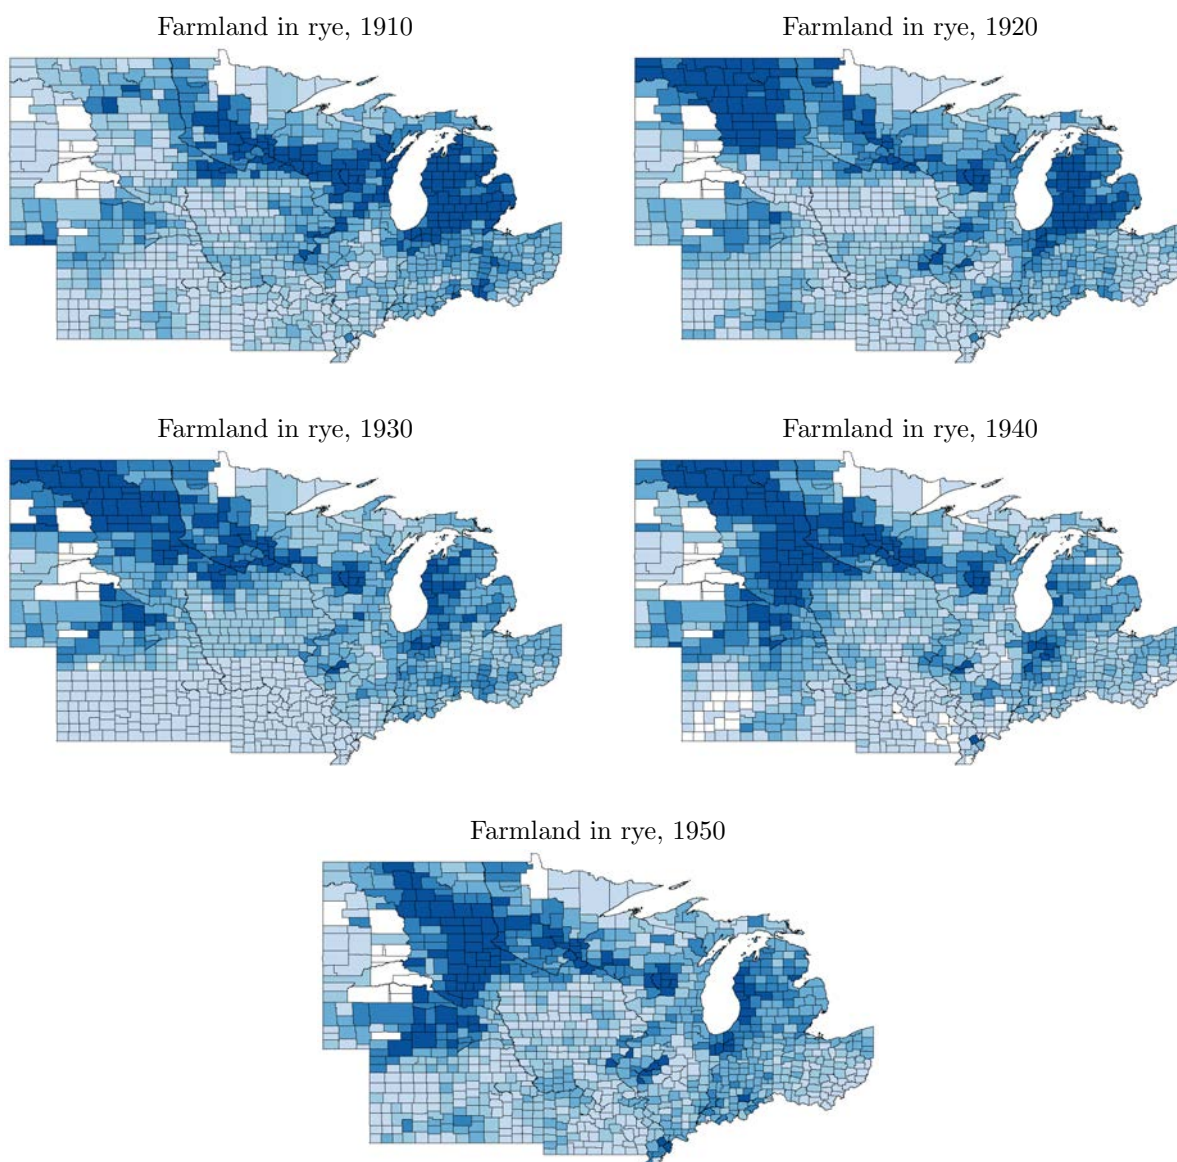 Farmland in rye, 1910
Farmland in rye, 1920
Farmland in rye, 1930
Farmland in rye, 1940
Farmland in rye, 1950